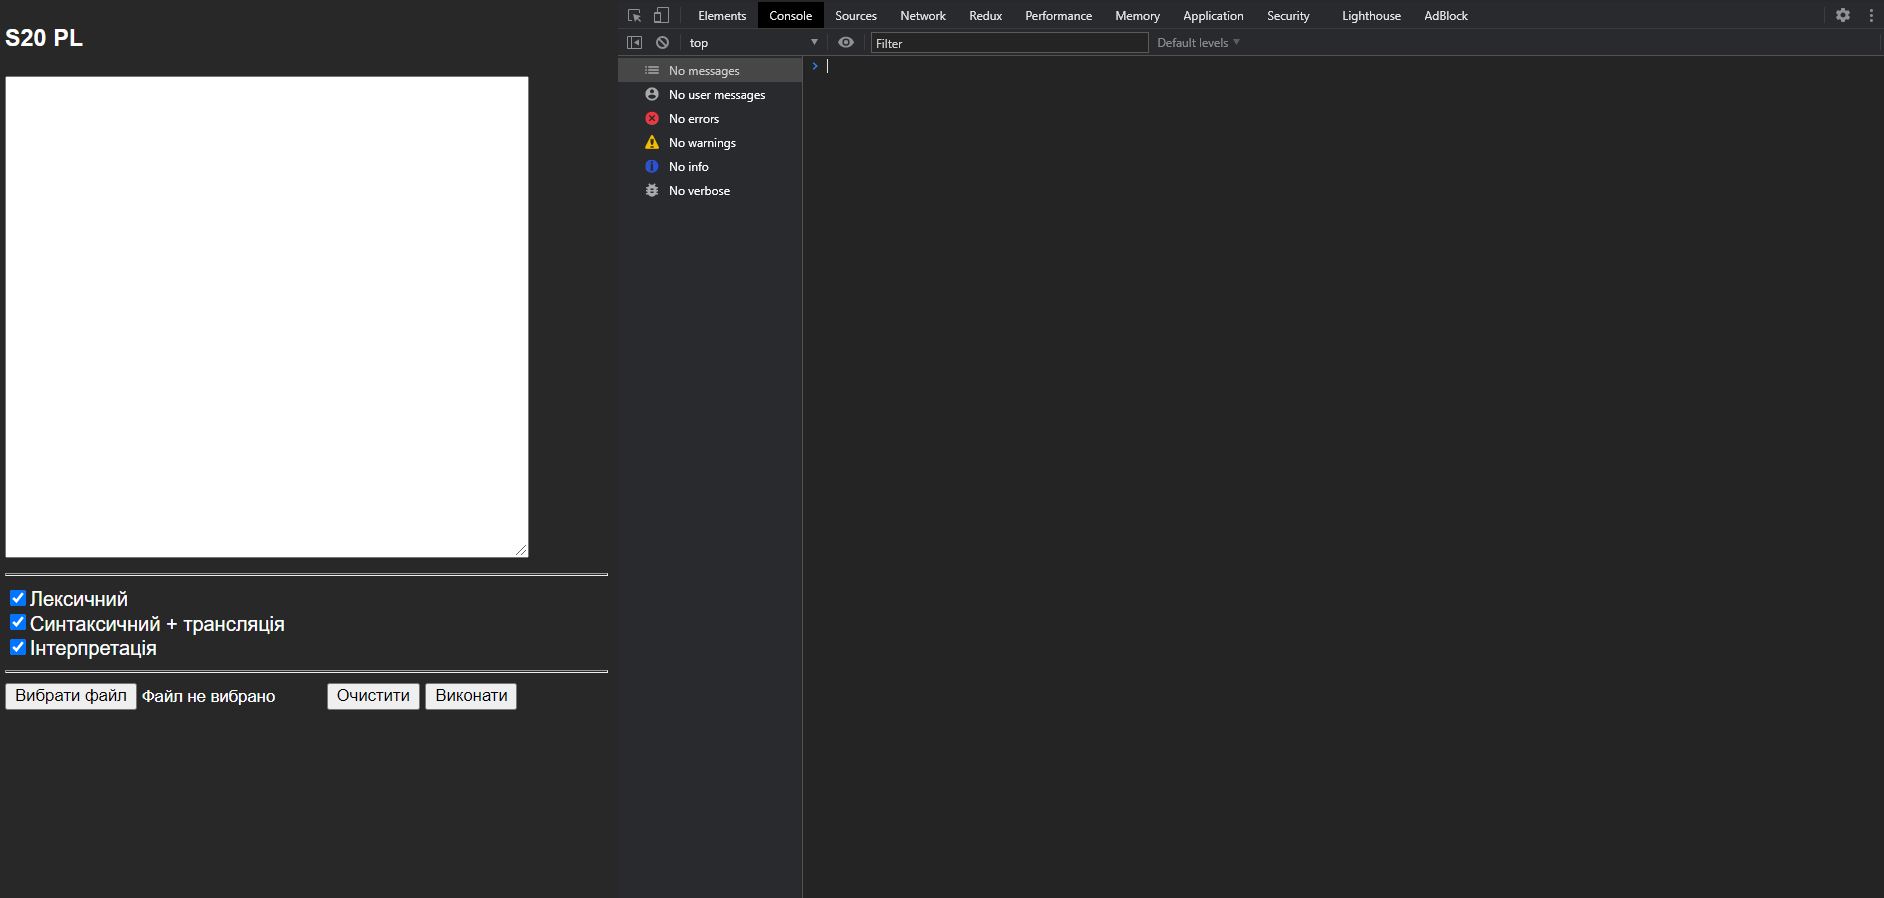 S20 PL
Лексичний
Синтаксичний + трансляція
Інтерпретація
Вибрати файл Файл не вибрано Очистити Виконати
Elements Console Sources Network Redux Performance Memory Application Security Lighthouse AdBlock
top Filter Default levels
No messages
No user messages
No errors
No warnings
No info
No verbose